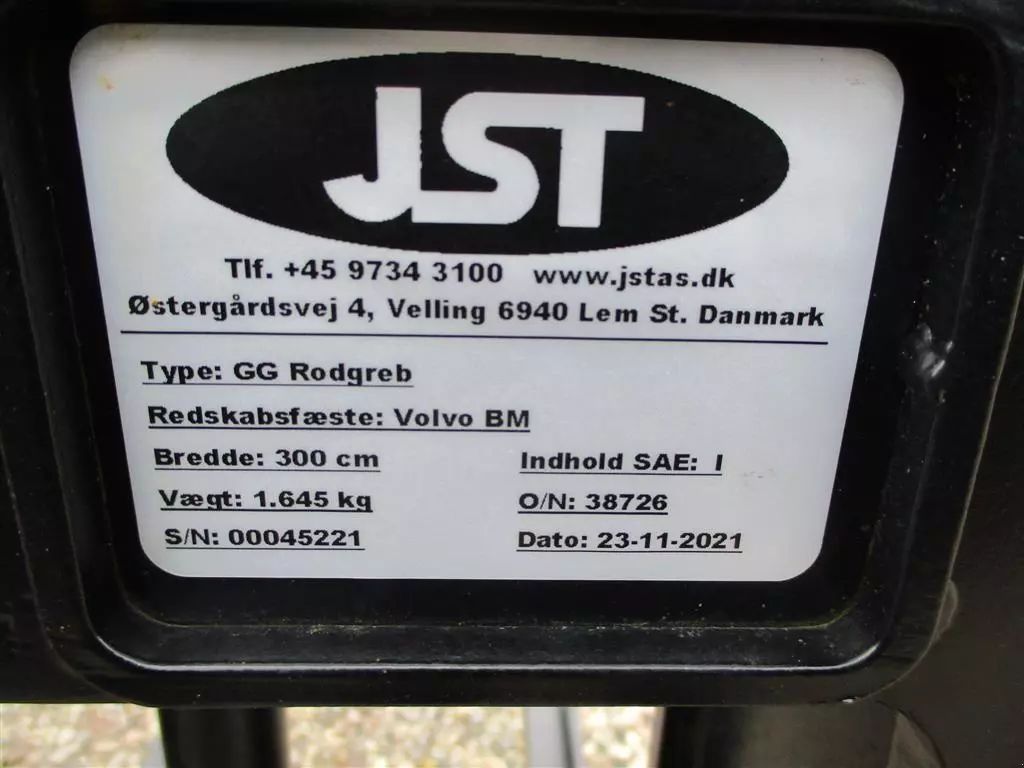 JST
Tlf. +45 9734 3100 www.jstas.dk
Østergårdsvej 4, Velling 6940 Lem St. Danmark
Type: GG Rodgreb
Redskabsfæste: Volvo BM
Bredde: 300 cm Indhold SAE: l
Vægt: 1.645 kg O/N: 38726
S/N: 00045221 Dato: 23-11-2021